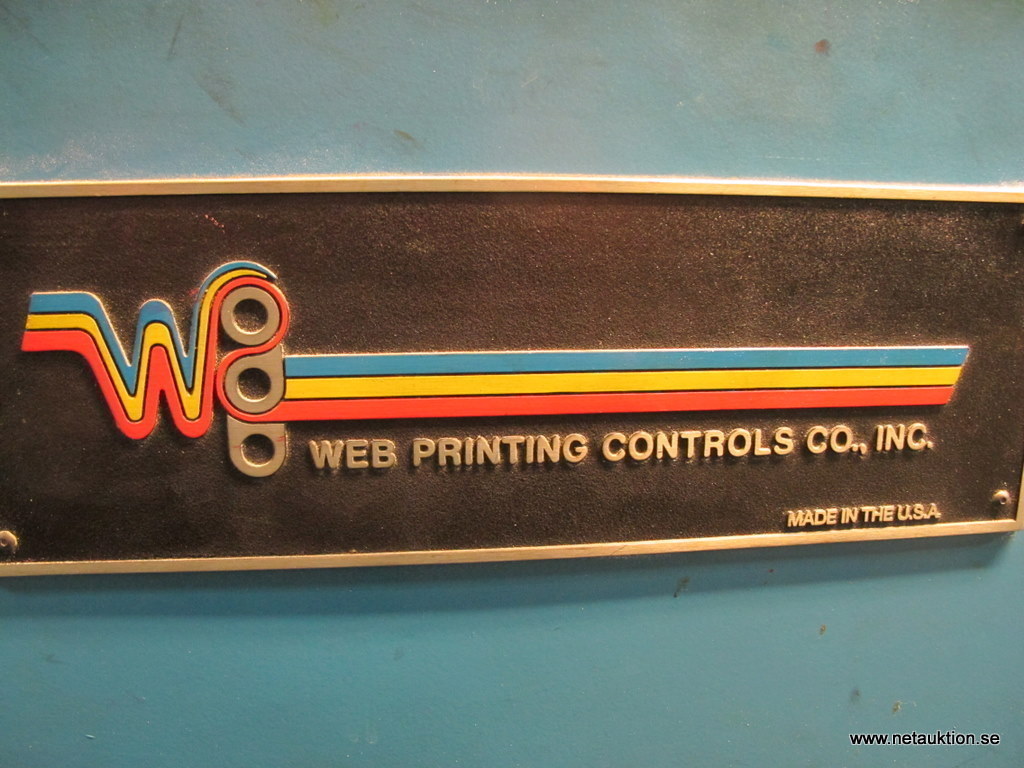 W
WEB PRINTING CONTROLS CO., INC.
MADE IN THE U.S.A.
www.netauktion.se